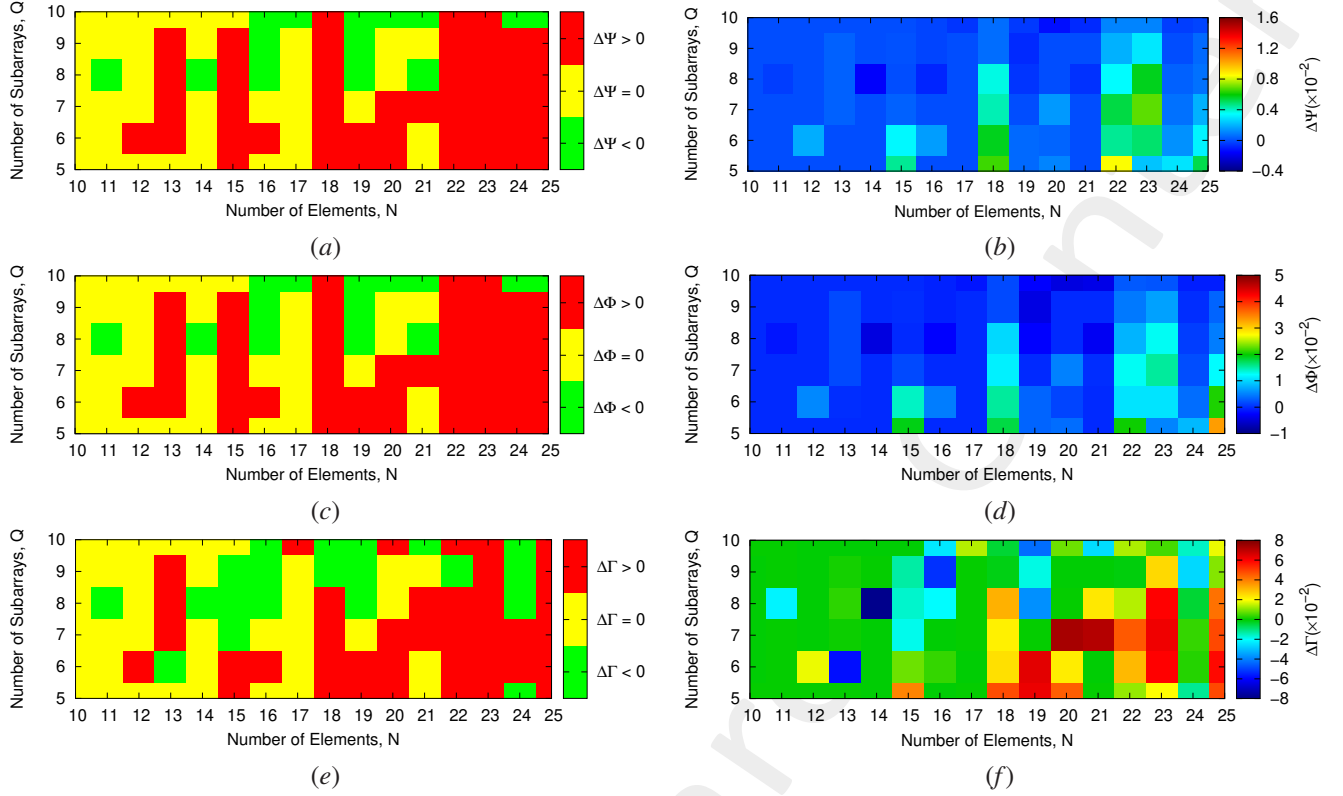 Number of Subarrays, Q
10
9
8
7
6
5
10 11 12 13 14 15 16 17 18 19 20 21 22 23 24 25
Number of Elements, N
ΔΨ > 0
ΔΨ = 0
ΔΨ < 0
(a)
Number of Subarrays, Q
10
9
8
7
6
5
10 11 12 13 14 15 16 17 18 19 20 21 22 23 24 25
Number of Elements, N
1.6
1.2
0.8
0.4
0
−0.4
ΔΨ(×10⁻²)
(b)
Number of Subarrays, Q
10
9
8
7
6
5
10 11 12 13 14 15 16 17 18 19 20 21 22 23 24 25
Number of Elements, N
ΔΦ > 0
ΔΦ = 0
ΔΦ < 0
(c)
Number of Subarrays, Q
10
9
8
7
6
5
10 11 12 13 14 15 16 17 18 19 20 21 22 23 24 25
Number of Elements, N
5
4
3
2
1
0
−1
ΔΦ(×10⁻²)
(d)
Number of Subarrays, Q
10
9
8
7
6
5
10 11 12 13 14 15 16 17 18 19 20 21 22 23 24 25
Number of Elements, N
ΔΓ > 0
ΔΓ = 0
ΔΓ < 0
(e)
Number of Subarrays, Q
10
9
8
7
6
5
10 11 12 13 14 15 16 17 18 19 20 21 22 23 24 25
Number of Elements, N
8
6
4
2
0
−2
−4
−6
−8
ΔΓ(×10⁻²)
(f)